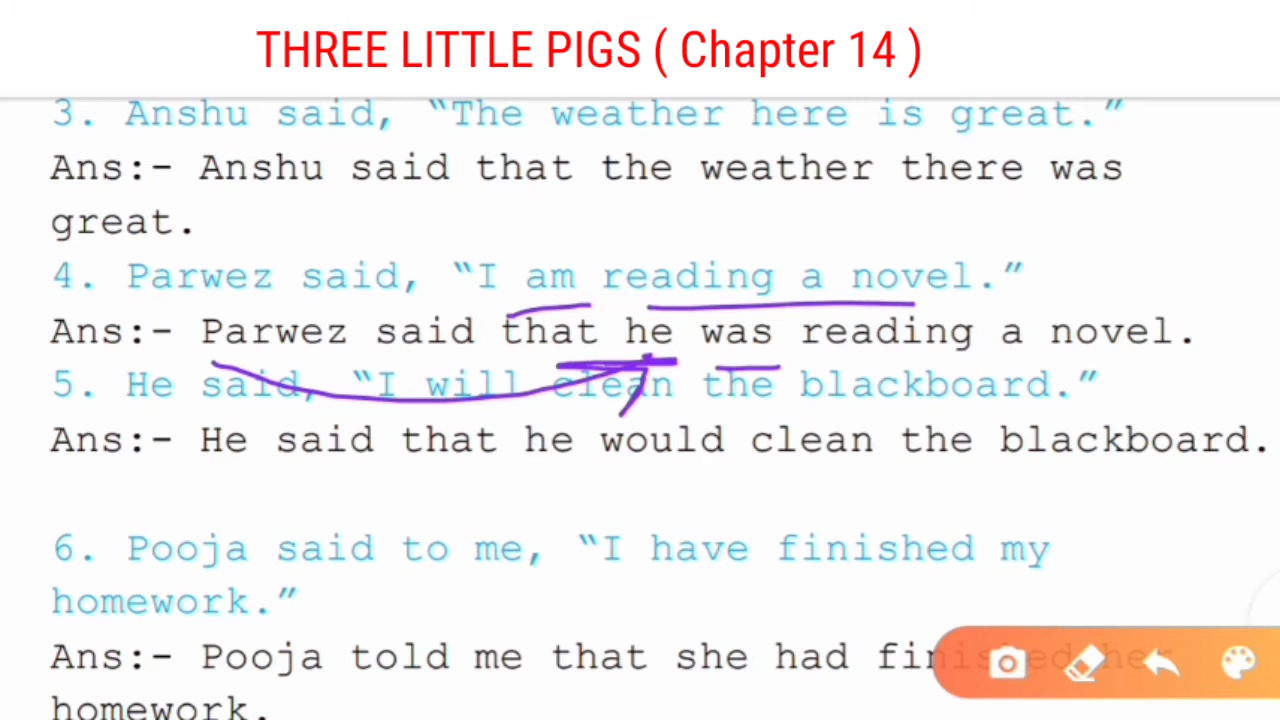 THREE LITTLE PIGS ( Chapter 14 )
3. Anshu said, “The weather here is great.”
Ans:- Anshu said that the weather there was
great.
4. Parwez said, “I am reading a novel.”
Ans:- Parwez said that he was reading a novel.
5. He said, “I will clean the blackboard.”
Ans:- He said that he would clean the blackboard.
6. Pooja said to me, “I have finished my
homework.”
Ans:- Pooja told me that she had finished her
homework.